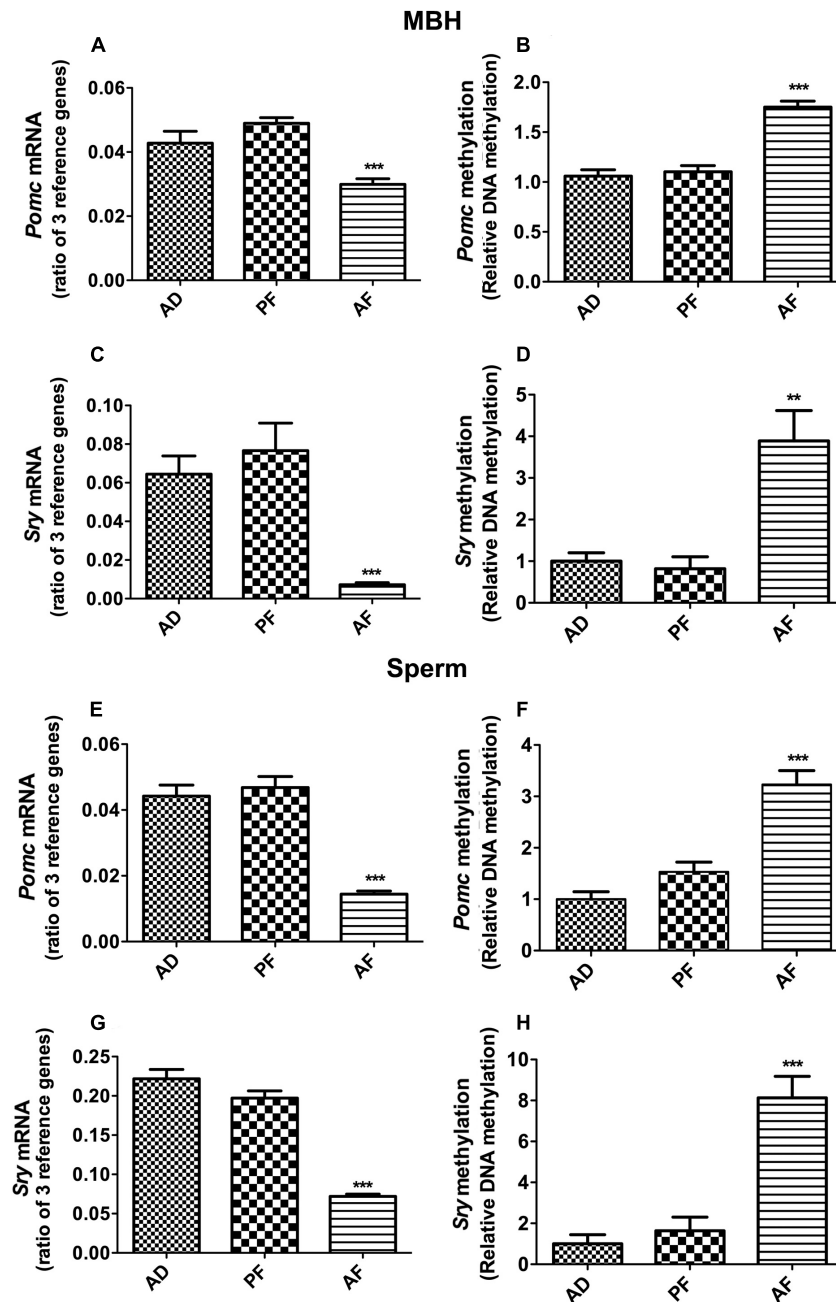 MBH
A
Pomc mRNA
(ratio of 3 reference genes)
0.06
0.04
0.02
0.00
***
AD
PF
AF
B
Pomc methylation
(Relative DNA methylation)
2.0
1.5
1.0
0.5
0.0
***
AD
PF
AF
C
Sry mRNA
(ratio of 3 reference genes)
0.10
0.08
0.06
0.04
0.02
0.00
***
AD
PF
AF
D
Sry methylation
(Relative DNA methylation)
5
4
3
2
1
0
**
AD
PF
AF
Sperm
E
Pomc mRNA
(ratio of 3 reference genes)
0.06
0.04
0.02
0.00
***
AD
PF
AF
F
Pomc methylation
(Relative DNA methylation)
4
3
2
1
0
***
AD
PF
AF
G
Sry mRNA
(ratio of 3 reference genes)
0.25
0.20
0.15
0.10
0.05
0.00
***
AD
PF
AF
H
Sry methylation
(Relative DNA methylation)
10
8
6
4
2
0
***
AD
PF
AF